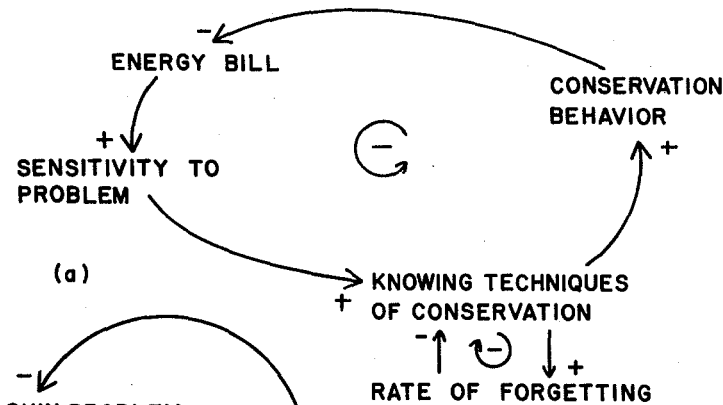 -
ENERGY BILL
CONSERVATION
BEHAVIOR
+
+
SENSITIVITY TO
PROBLEM
-
(a)
+
KNOWING TECHNIQUES
OF CONSERVATION
-
-
+
RATE OF FORGETTING
-